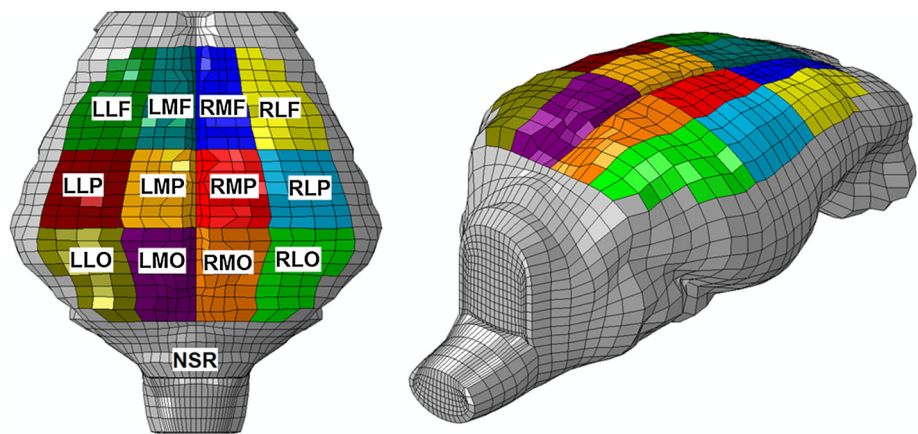 LLF LMF RMF RLF
LLP LMP RMP RLP
LLO LMO RMO RLO
NSR